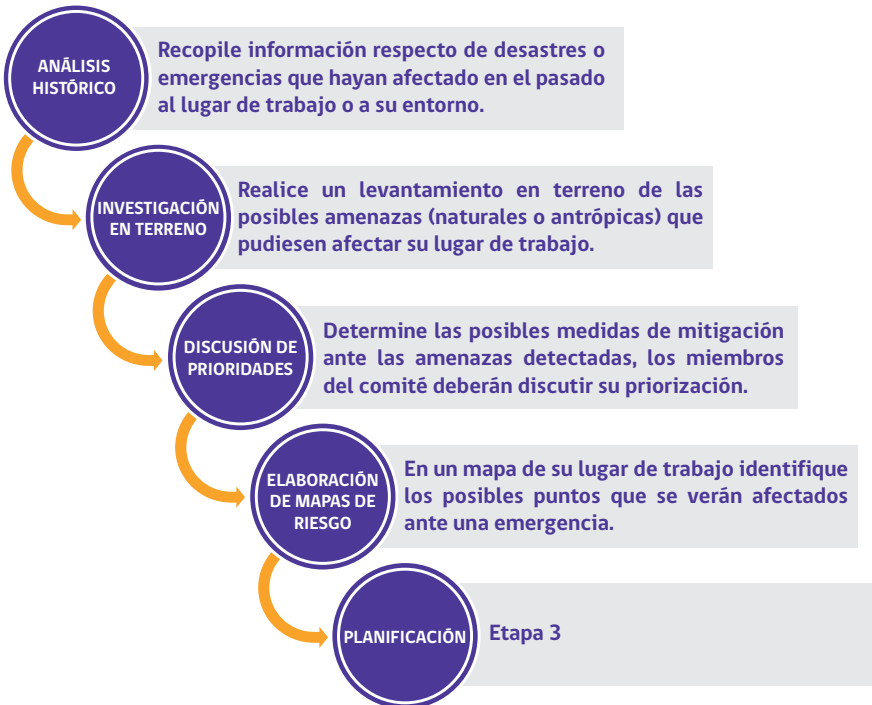 ANÁLISIS
HISTÓRICO
Recopile información respecto de desastres o
emergencias que hayan afectado en el pasado
al lugar de trabajo o a su entorno.
INVESTIGACIÓN
EN TERRENO
Realice un levantamiento en terreno de las
posibles amenazas (naturales o antrópicas) que
pudiesen afectar su lugar de trabajo.
DISCUSIÓN DE
PRIORIDADES
Determine las posibles medidas de mitigación
ante las amenazas detectadas, los miembros
del comité deberán discutir su priorización.
ELABORACIÓN
DE MAPAS DE
RIESGO
En un mapa de su lugar de trabajo identifique
los posibles puntos que se verán afectados
ante una emergencia.
PLANIFICACIÓN
Etapa 3